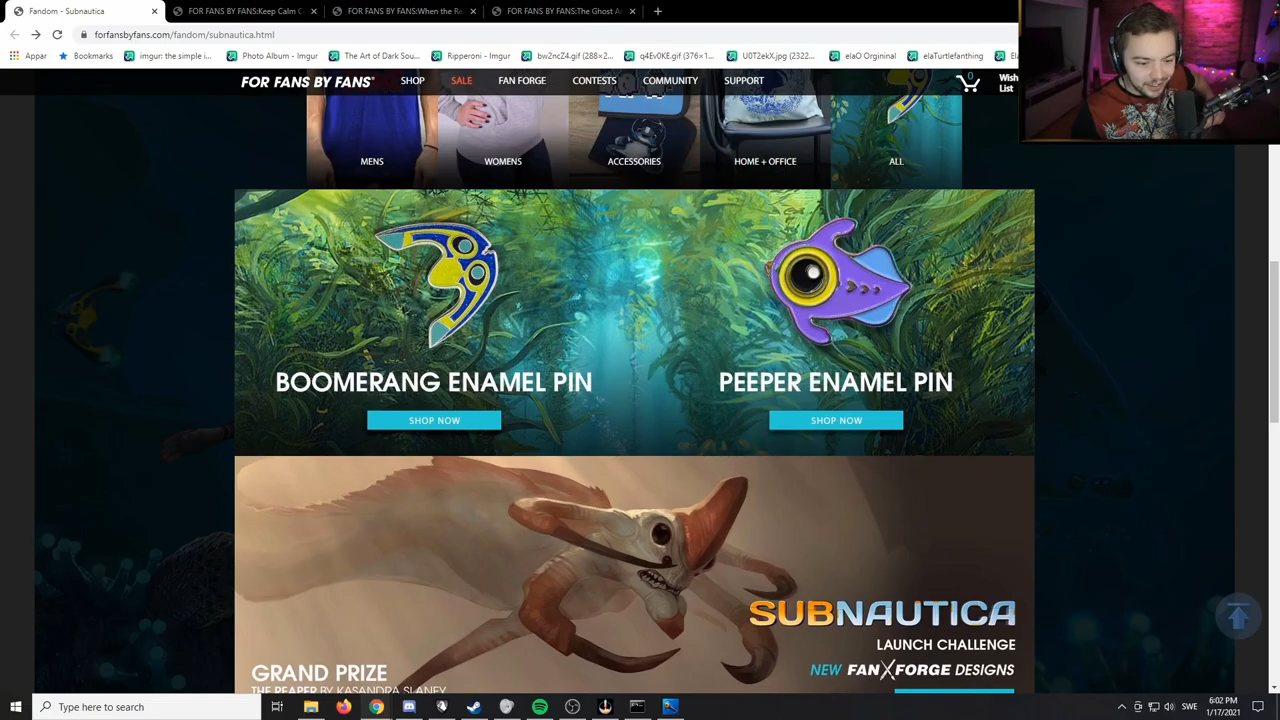 Fandom - Subnautica
FOR FANS BY FANS:Keep Calm C
FOR FANS BY FANS:When the Re
FOR FANS BY FANS:The Ghost A
forfansbyfans.com/fandom/subnautica.html
Appar
Bookmarks
imgur: the simple i...
Photo Album - Imgur
The Art of Dark Sou...
Ripperoni - Imgur
bw2ncZ4.gif (288×2...
q4Ev0KE.gif (376×1...
U0T2ekX.jpg (2322...
elaO Orgininal
elaTurtlefanthing
FOR FANS BY FANS
SHOP
SALE
FAN FORGE
CONTESTS
COMMUNITY
SUPPORT
0
Wish
List
MENS
WOMENS
ACCESSORIES
HOME + OFFICE
ALL
BOOMERANG ENAMEL PIN
PEEPER ENAMEL PIN
SHOP NOW
SHOP NOW
SUBNAUTICA
LAUNCH CHALLENGE
NEW FANXFORGE DESIGNS
GRAND PRIZE
THE REAPER BY KASANDRA SLANEY
Type here to search
SWE
6:02 PM
1/17/2021